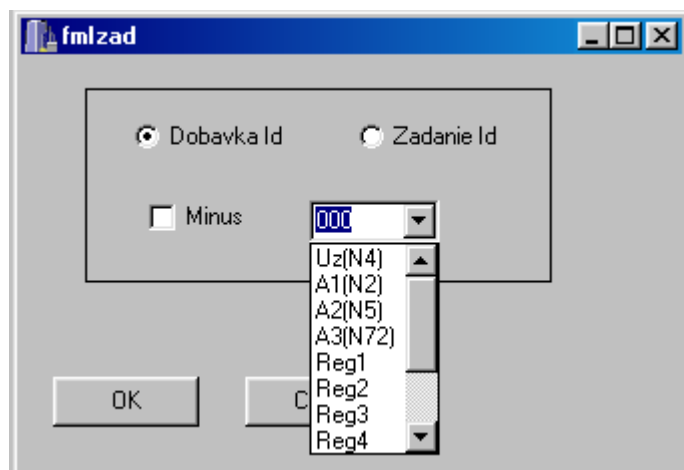 fmIzad
Dobavka Id Zadanie Id
Minus 000
Uz(N4)
A1(N2)
A2(N5)
A3(N72)
Reg1
Reg2
Reg3
Reg4
OK C